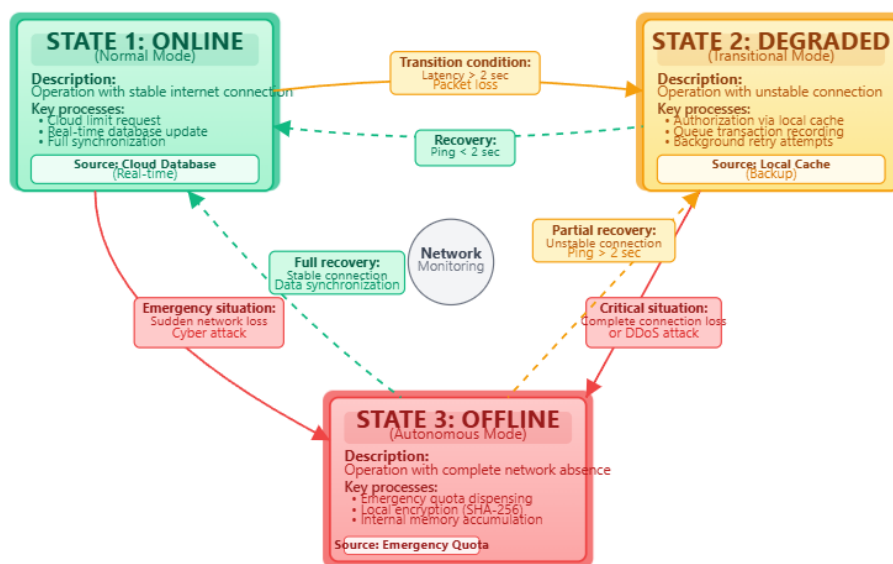 STATE 1: ONLINE
(Normal Mode)
Description:
Operation with stable internet connection
Key processes:
• Cloud limit request
• Real-time database update
• Full synchronization
Source: Cloud Database
(Real-time)
Transition condition:
Latency > 2 sec
Packet loss
Recovery:
Ping < 2 sec
STATE 2: DEGRADED
(Transitional Mode)
Description:
Operation with unstable connection
Key processes:
• Authorization via local cache
• Queue transaction recording
• Background retry attempts
Source: Local Cache
(Backup)
Network
Monitoring
Full recovery:
Stable connection
Data synchronization
Partial recovery:
Unstable connection
Ping > 2 sec
Emergency situation:
Sudden network loss
Cyber attack
Critical situation:
Complete connection loss
or DDoS attack
STATE 3: OFFLINE
(Autonomous Mode)
Description:
Operation with complete network absence
Key processes:
• Emergency quota dispensing
• Local encryption (SHA-256)
• Internal memory accumulation
Source: Emergency Quota